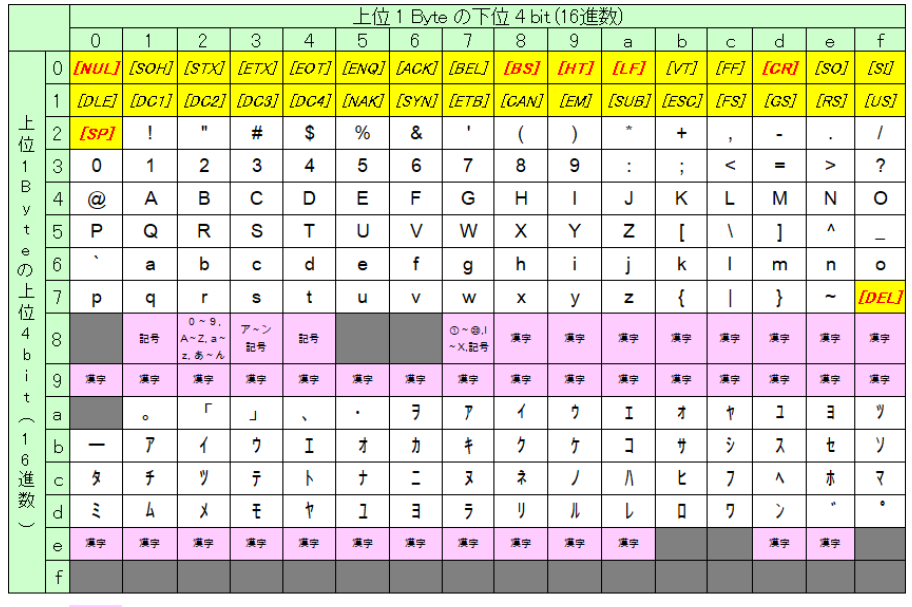 上位 1 Byte の下位 4 bit (16進数)
0 1 2 3 4 5 6 7 8 9 a b c d e f
上位1Byteの上位4bit(16進数)
0 [NUL] [SOH] [STX] [ETX] [EOT] [ENQ] [ACK] [BEL] [BS] [HT] [LF] [VT] [FF] [CR] [SO] [SI]
1 [DLE] [DC1] [DC2] [DC3] [DC4] [NAK] [SYN] [ETB] [CAN] [EM] [SUB] [ESC] [FS] [GS] [RS] [US]
2 [SP] ! " # $ % & ' ( ) * + , - . /
3 0 1 2 3 4 5 6 7 8 9 : ; < = > ?
4 @ A B C D E F G H I J K L M N O
5 P Q R S T U V W X Y Z [ \ ] ^ _
6 ` a b c d e f g h i j k l m n o
7 p q r s t u v w x y z { | } ~ [DEL]
8 記号 0~9, A~Z, a~z, あ~ん ア~ン 記号 記号 ①~⑳,Ⅰ~Ⅹ,記号 漢字 漢字 漢字 漢字 漢字 漢字 漢字 漢字
9 漢字 漢字 漢字 漢字 漢字 漢字 漢字 漢字 漢字 漢字 漢字 漢字 漢字 漢字 漢字 漢字
a 。 「 」 、 ・ ヲ ァ ィ ゥ ェ ォ ャ ュ ョ ッ
b ー ア イ ウ エ オ カ キ ク ケ コ サ シ ス セ ソ
c タ チ ツ テ ト ナ ニ ヌ ネ ノ ハ ヒ フ ヘ ホ マ
d ミ ム メ モ ヤ ユ ヨ ラ リ ル レ ロ ワ ン ゛ ゜
e 漢字 漢字 漢字 漢字 漢字 漢字 漢字 漢字 漢字 漢字 漢字 漢字 漢字
f